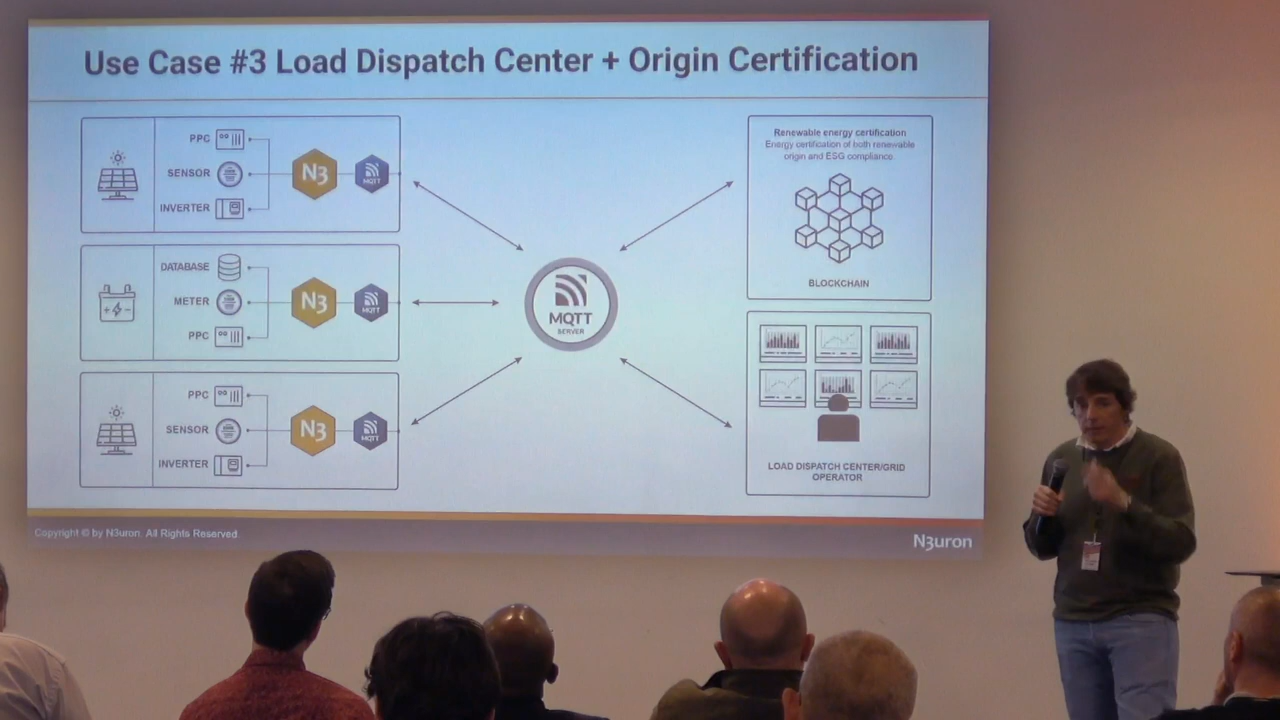 Use Case #3 Load Dispatch Center + Origin Certification
PPC
SENSOR
INVERTER
N3
MQTT
DATABASE
METER
PPC
N3
MQTT
PPC
SENSOR
INVERTER
N3
MQTT
MQTT
SERVER
Renewable energy certification
Energy certification of both renewable
origin and ESG compliance.
BLOCKCHAIN
LOAD DISPATCH CENTER/GRID
OPERATOR
Copyright © by N3uron. All Rights Reserved.
N3uron